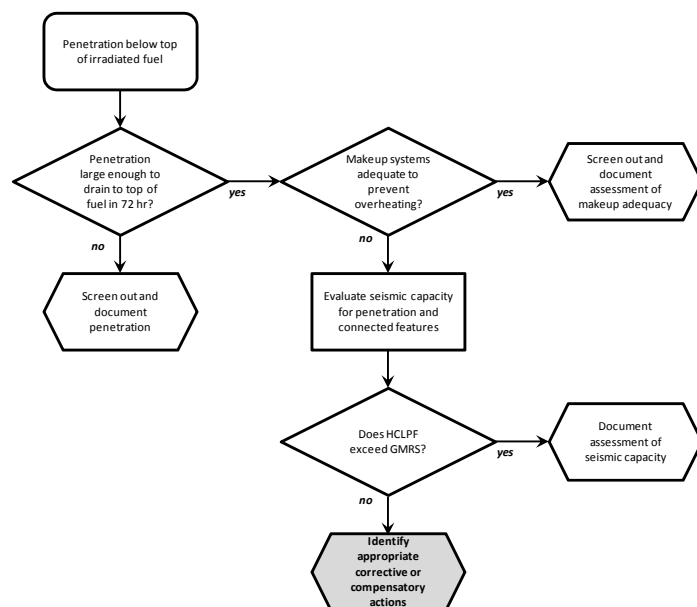 Penetration below top
of irradiated fuel
Penetration
large enough to
drain to top of
fuel in 72 hr?
yes
Makeup systems
adequate to
prevent
overheating?
yes
Screen out and
document
assessment of
makeup adequacy
no
no
Screen out and
document
penetration
Evaluate seismic capacity
for penetration and
connected features
Does HCLPF
exceed GMRS?
yes
Document
assessment of
seismic capacity
no
Identify
appropriate
corrective or
compensatory
actions